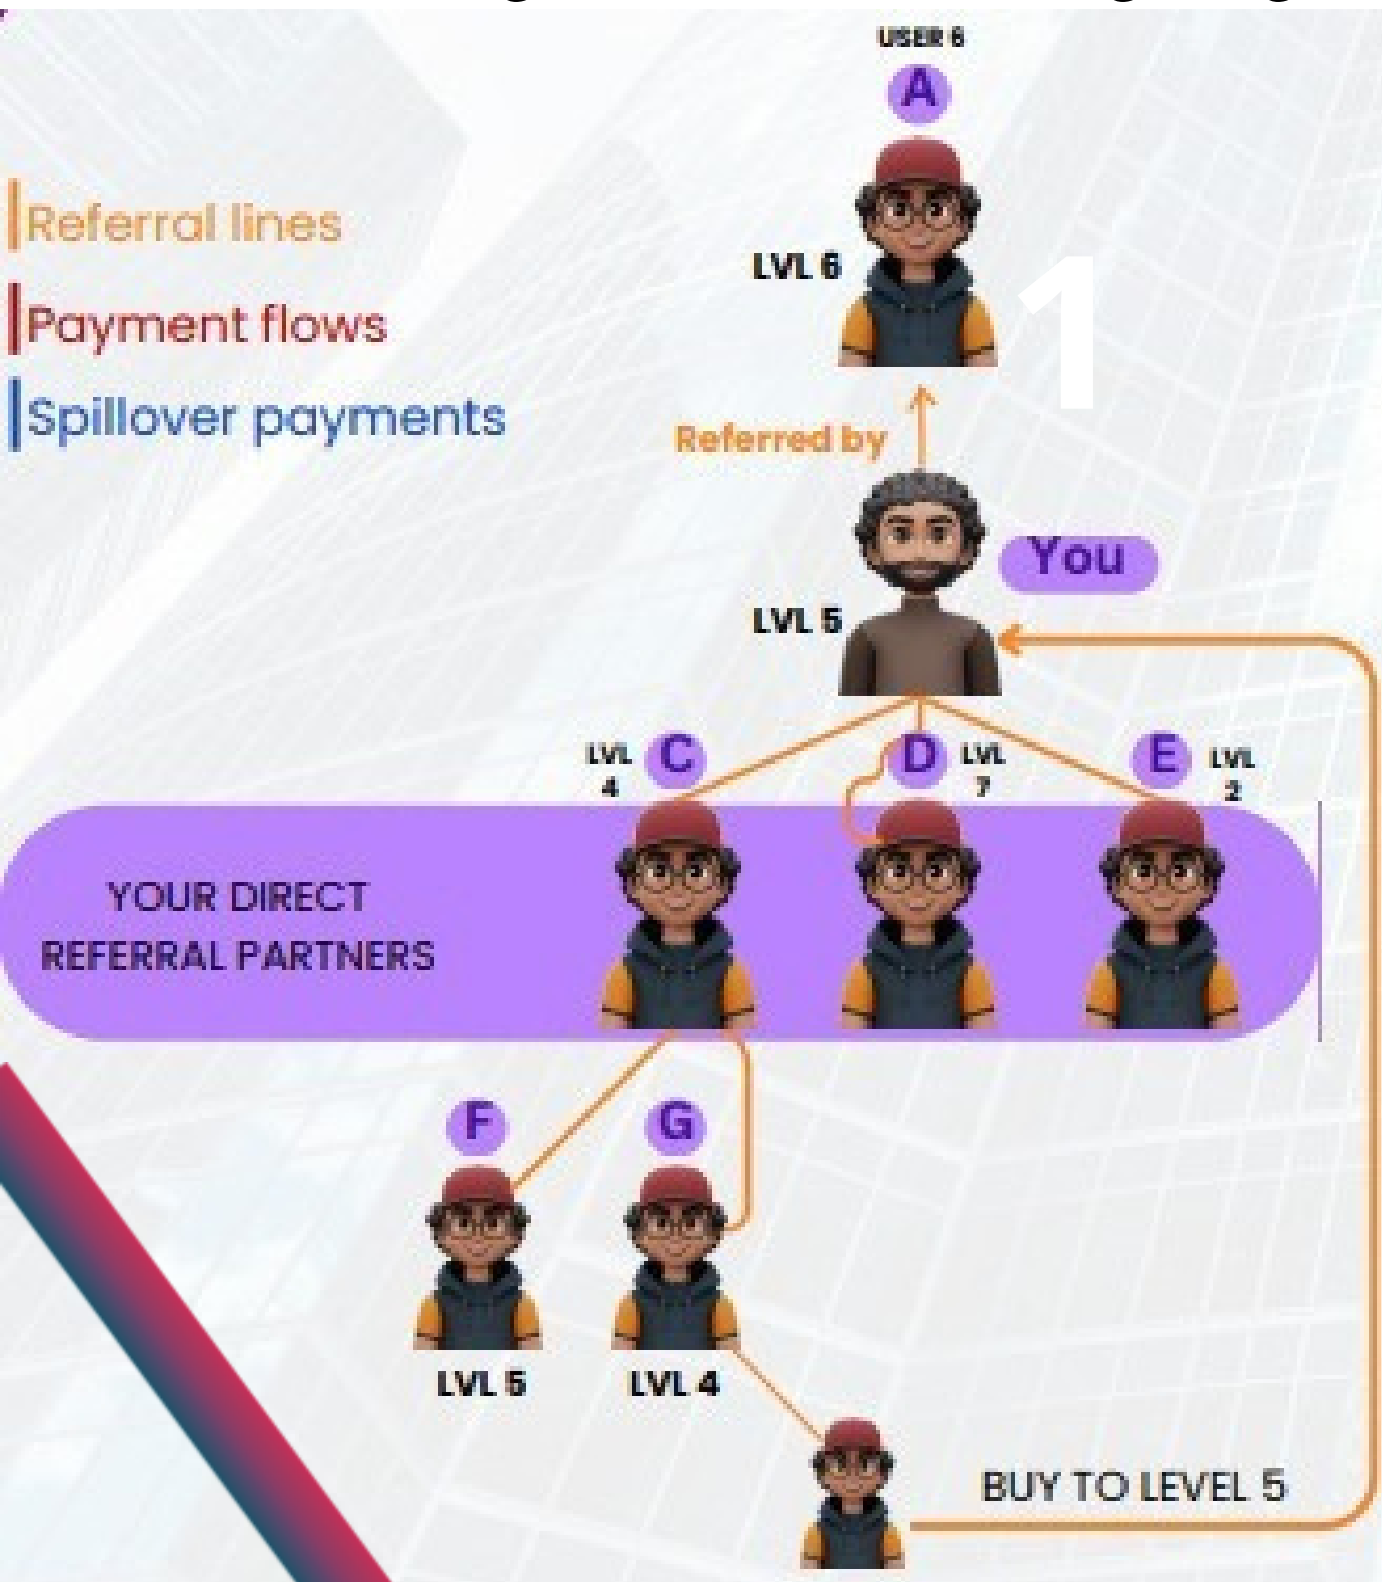 USER 6
A
Referral lines
LVL 6
1
Payment flows
Spillover payments
Referred by
You
LVL 5
C
LVL
4
D
LVL
7
E
LVL
2
YOUR DIRECT
REFERRAL PARTNERS
F
G
LVL 5
LVL 4
BUY TO LEVEL 5